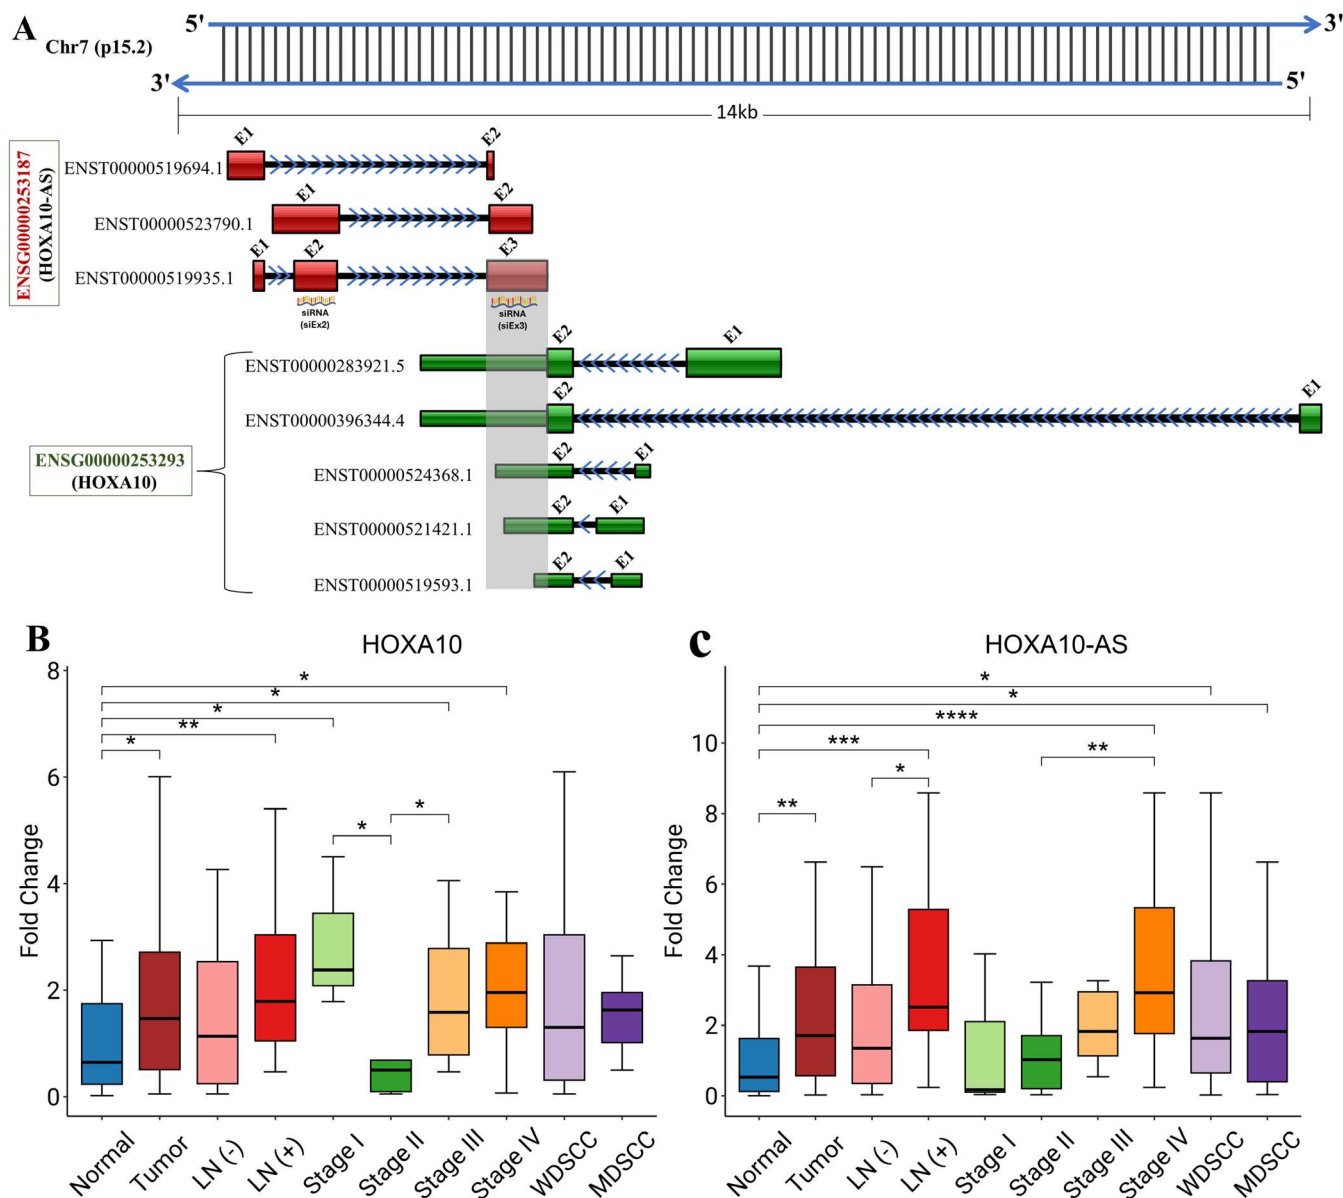 A
5'
3'
Chr7 (p15.2)
3'
5'
14kb
ENSG00000253187
(HOXA10-AS)
E1
E2
ENST00000519694.1
E1
E2
ENST00000523790.1
E1
E2
E3
ENST00000519935.1
siRNA
(siEx2)
siRNA
(siEx3)
E2
E1
ENST00000283921.5
E2
E1
ENST00000396344.4
ENSG00000253293
(HOXA10)
E2
E1
ENST00000524368.1
E2
E1
ENST00000521421.1
E2
E1
ENST00000519593.1
B
HOXA10
8
6
4
2
0
Fold Change
*
*
*
**
*
*
*
Normal
Tumor
LN (-)
LN (+)
Stage I
Stage II
Stage III
Stage IV
WDSCC
MDSCC
c
HOXA10-AS
10
8
6
4
2
0
Fold Change
*
*
****
***
**
*
**
Normal
Tumor
LN (-)
LN (+)
Stage I
Stage II
Stage III
Stage IV
WDSCC
MDSCC